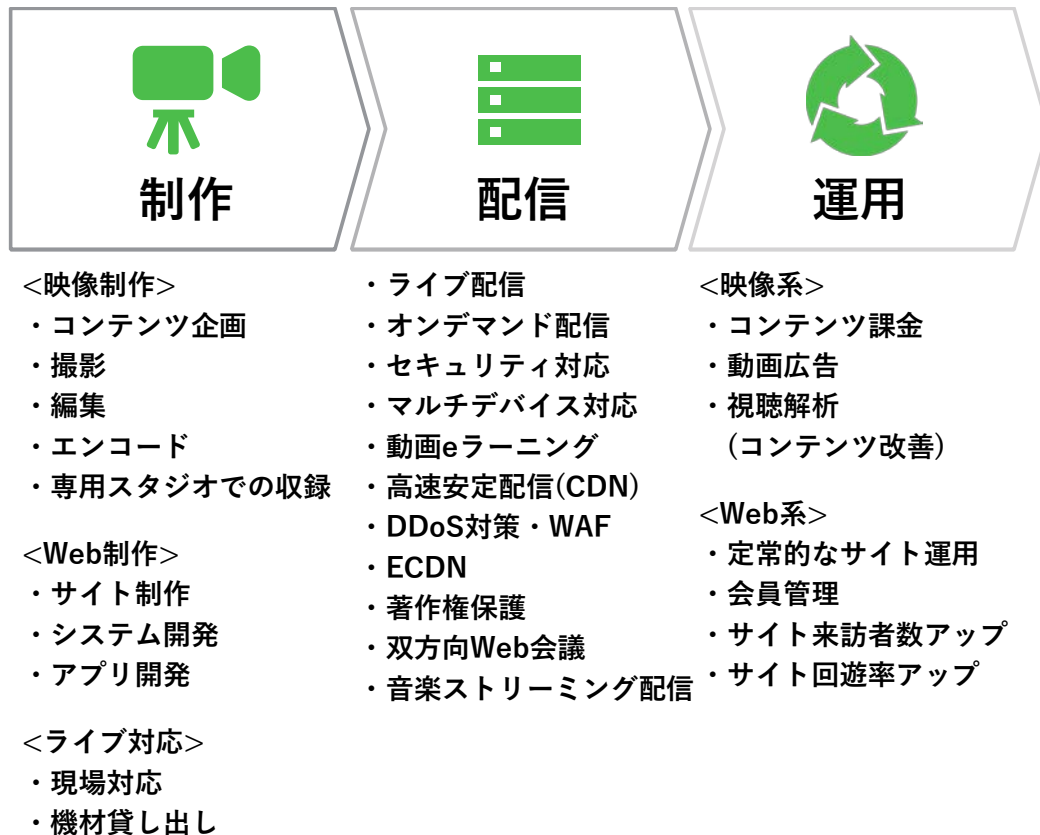 制作
<映像制作>
・コンテンツ企画
・撮影
・編集
・エンコード
・専用スタジオでの収録
<Web制作>
・サイト制作
・システム開発
・アプリ開発
<ライブ対応>
・現場対応
・機材貸し出し
配信
・ライブ配信
・オンデマンド配信
・セキュリティ対応
・マルチデバイス対応
・動画eラーニング
・高速安定配信(CDN)
・DDoS対策・WAF
・ECDN
・著作権保護
・双方向Web会議
・音楽ストリーミング配信
運用
<映像系>
・コンテンツ課金
・動画広告
・視聴解析
(コンテンツ改善)
<Web系>
・定常的なサイト運用
・会員管理
・サイト来訪者数アップ
・サイト回遊率アップ